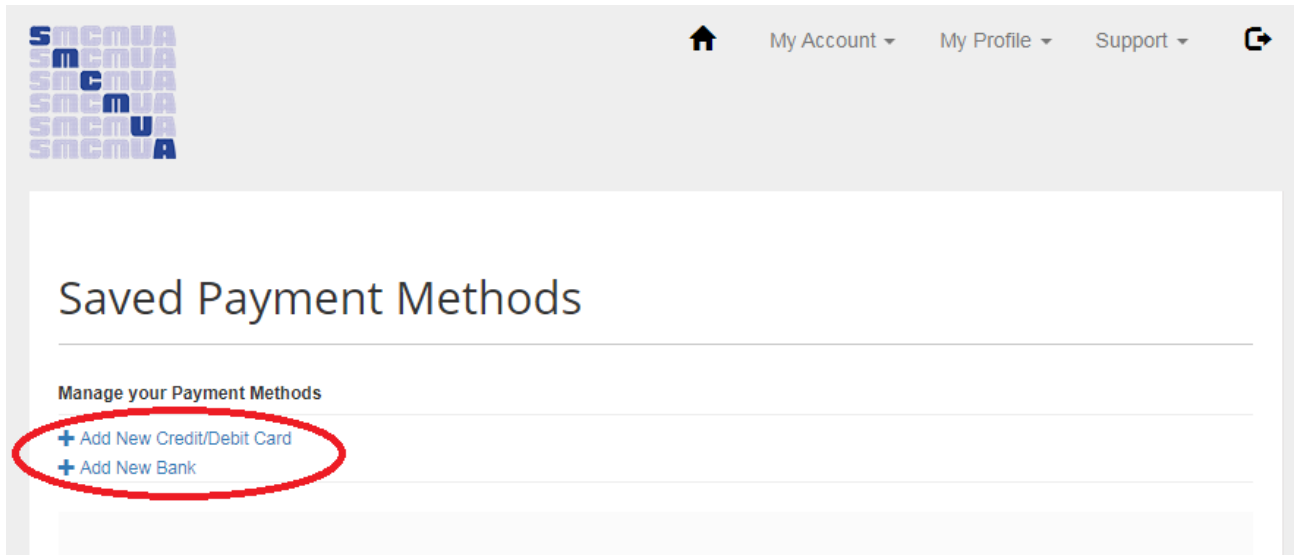 SMCMUA
SMCMUA
SMCMUA
SMCMUA
SMCMUA
SMCMUA
My Account My Profile Support
Saved Payment Methods
Manage your Payment Methods
+ Add New Credit/Debit Card
+ Add New Bank